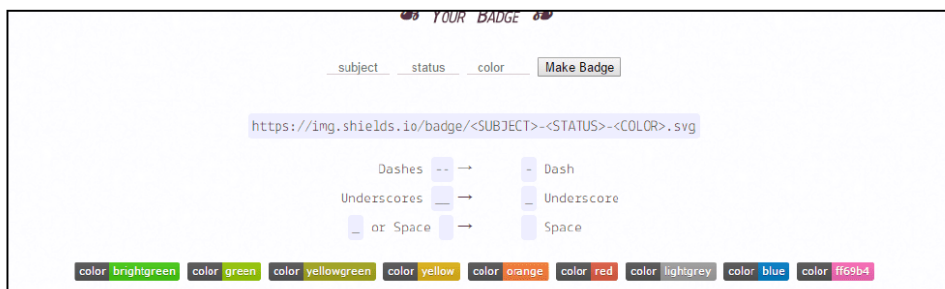 Your Badge
subject status color Make Badge
https://img.shields.io/badge/<SUBJECT>-<STATUS>-<COLOR>.svg
Dashes -- → - Dash
Underscores __ → _ Underscore
_ or Space → Space
color brightgreen color green color yellowgreen color yellow color orange color red color lightgrey color blue color ff69b4